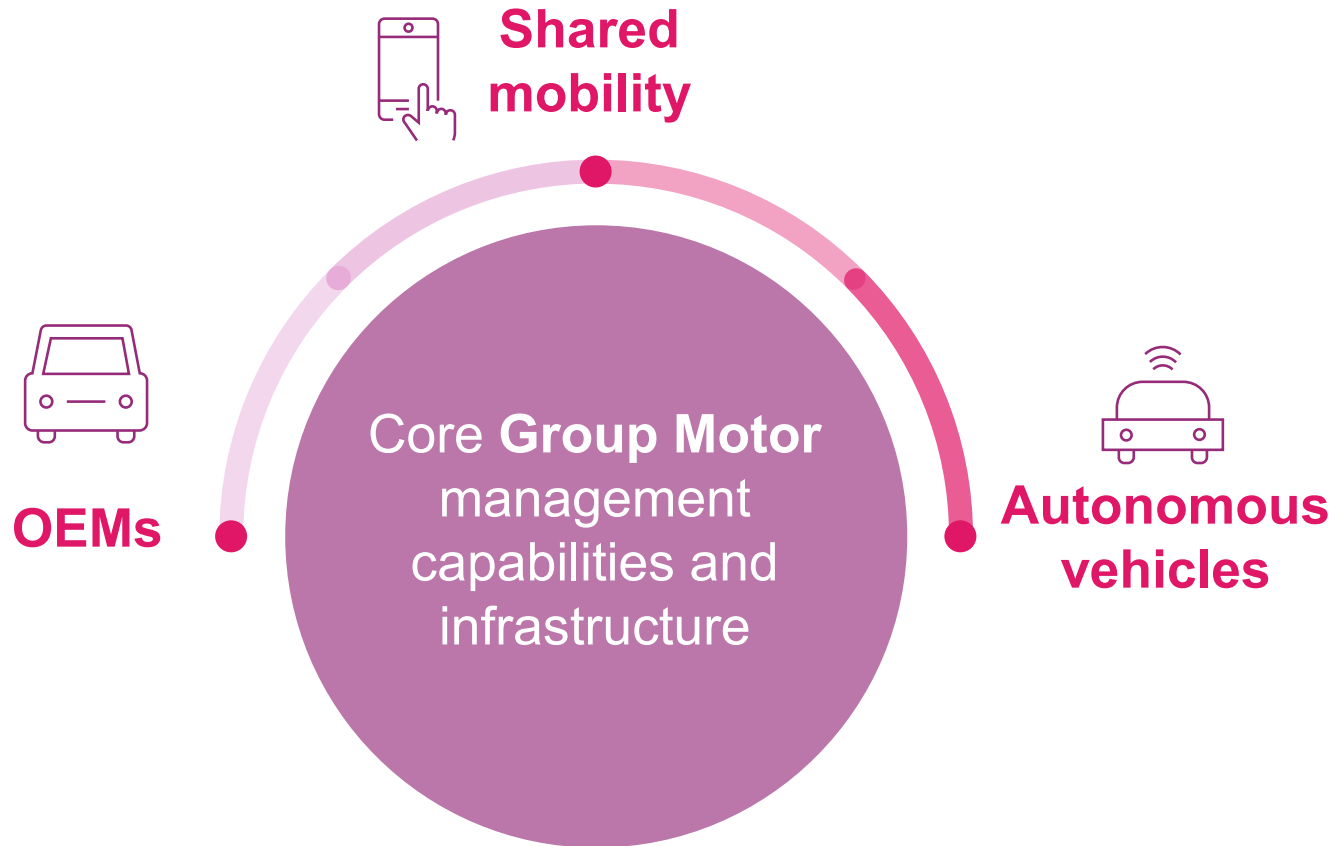 Shared
mobility
OEMs
Core Group Motor
management
capabilities and
infrastructure
Autonomous
vehicles